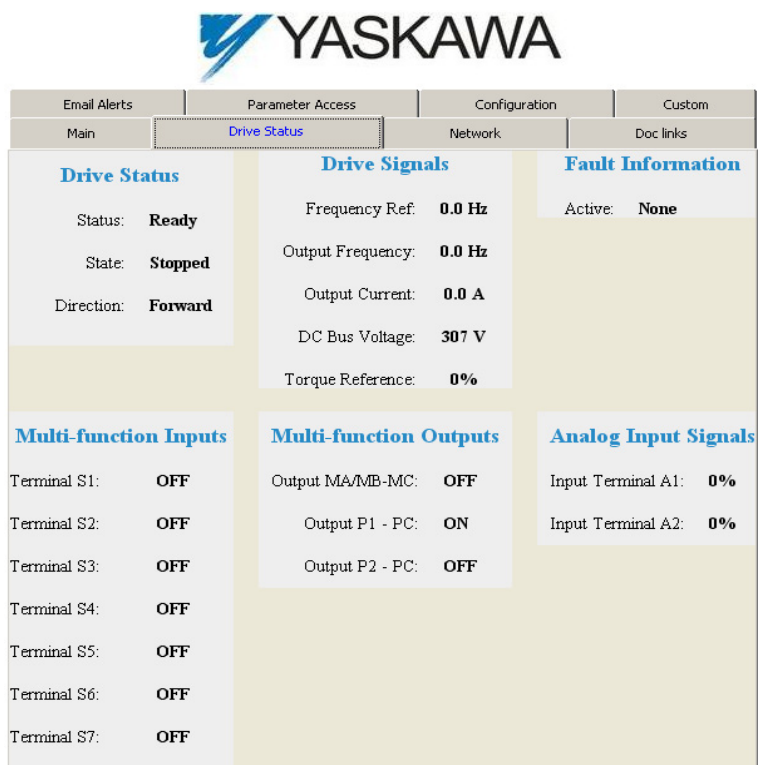 YASKAWA
Email Alerts
Parameter Access
Configuration
Custom
Main
Drive Status
Network
Doc links
Drive Status
Status: Ready
State: Stopped
Direction: Forward
Drive Signals
Frequency Ref: 0.0 Hz
Output Frequency: 0.0 Hz
Output Current: 0.0 A
DC Bus Voltage: 307 V
Torque Reference: 0%
Fault Information
Active: None
Multi-function Inputs
Terminal S1: OFF
Terminal S2: OFF
Terminal S3: OFF
Terminal S4: OFF
Terminal S5: OFF
Terminal S6: OFF
Terminal S7: OFF
Multi-function Outputs
Output MA/MB-MC: OFF
Output P1 - PC: ON
Output P2 - PC: OFF
Analog Input Signals
Input Terminal A1: 0%
Input Terminal A2: 0%